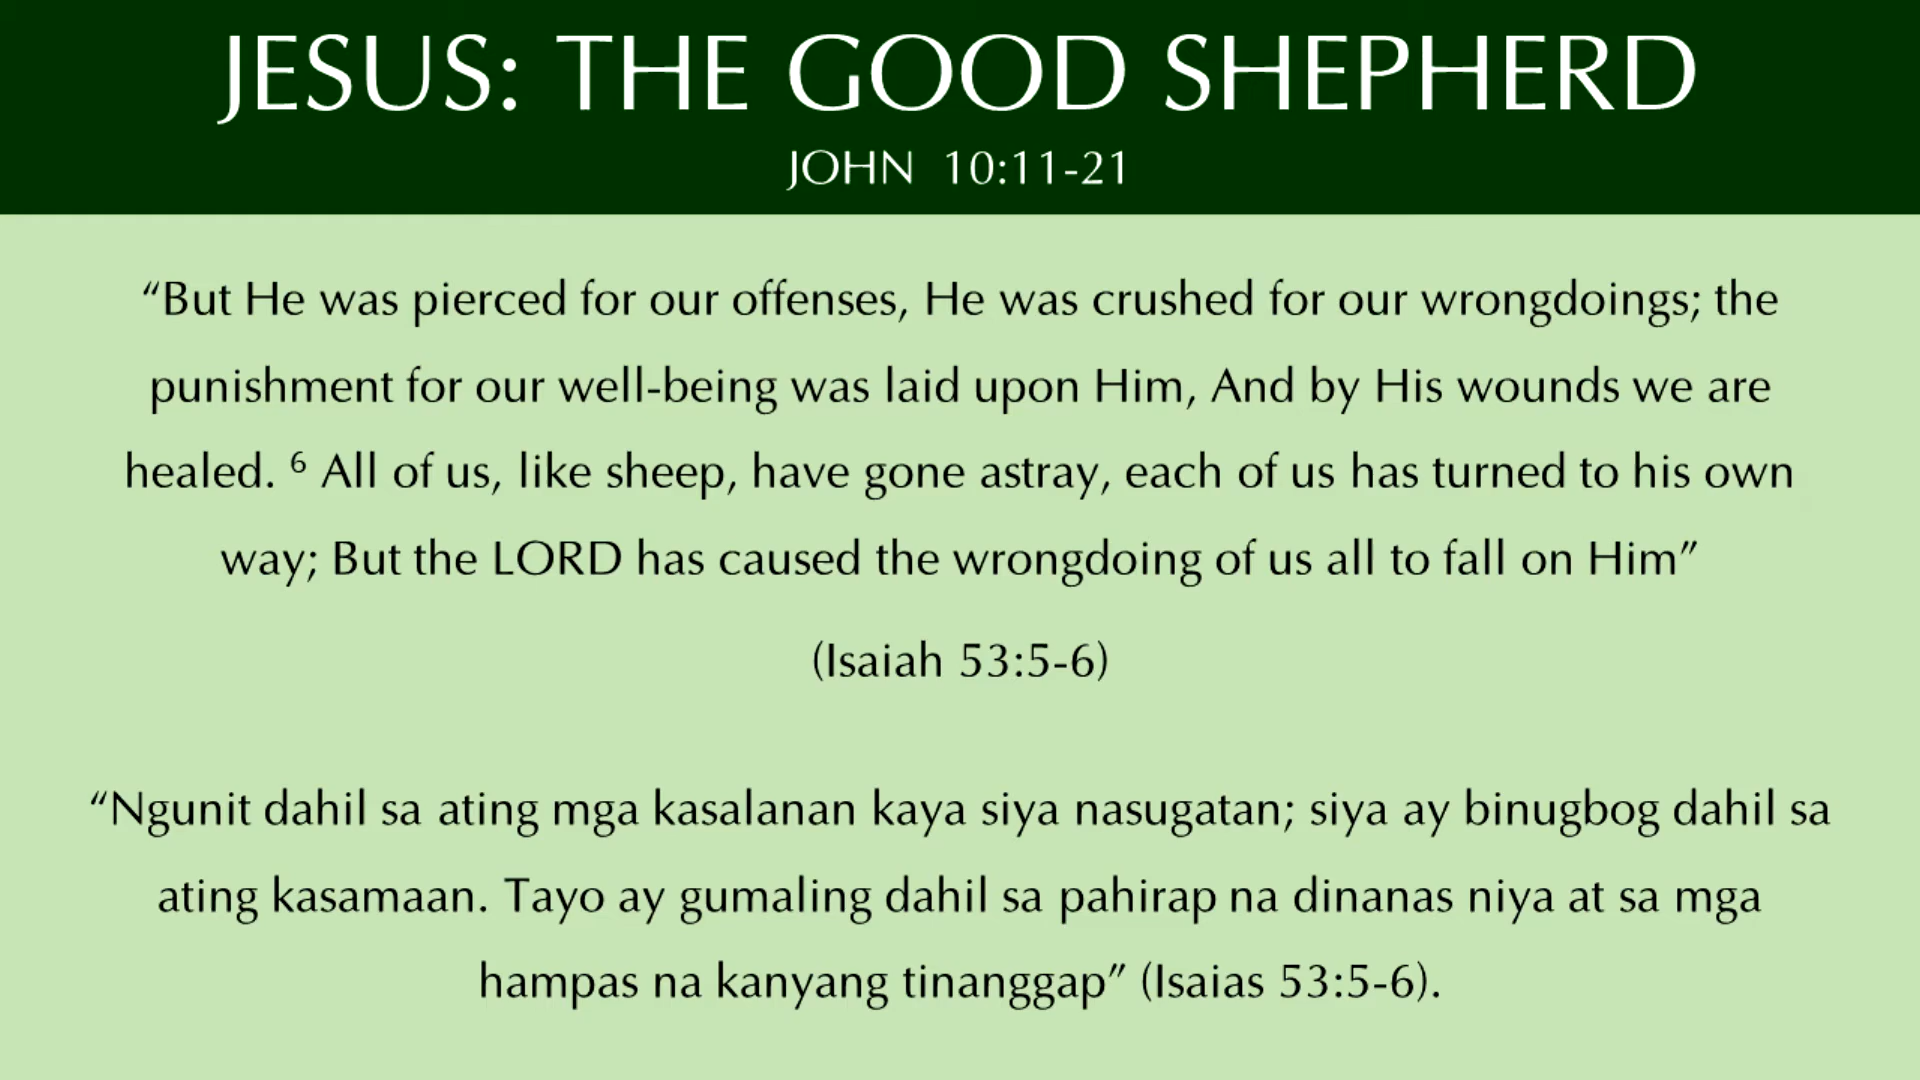 JESUS: THE GOOD SHEPHERD
JOHN 10:11-21
“But He was pierced for our offenses, He was crushed for our wrongdoings; the
punishment for our well-being was laid upon Him, And by His wounds we are
healed. ⁶ All of us, like sheep, have gone astray, each of us has turned to his own
way; But the LORD has caused the wrongdoing of us all to fall on Him”
(Isaiah 53:5-6)
“Ngunit dahil sa ating mga kasalanan kaya siya nasugatan; siya ay binugbog dahil sa
ating kasamaan. Tayo ay gumaling dahil sa pahirap na dinanas niya at sa mga
hampas na kanyang tinanggap” (Isaias 53:5-6).